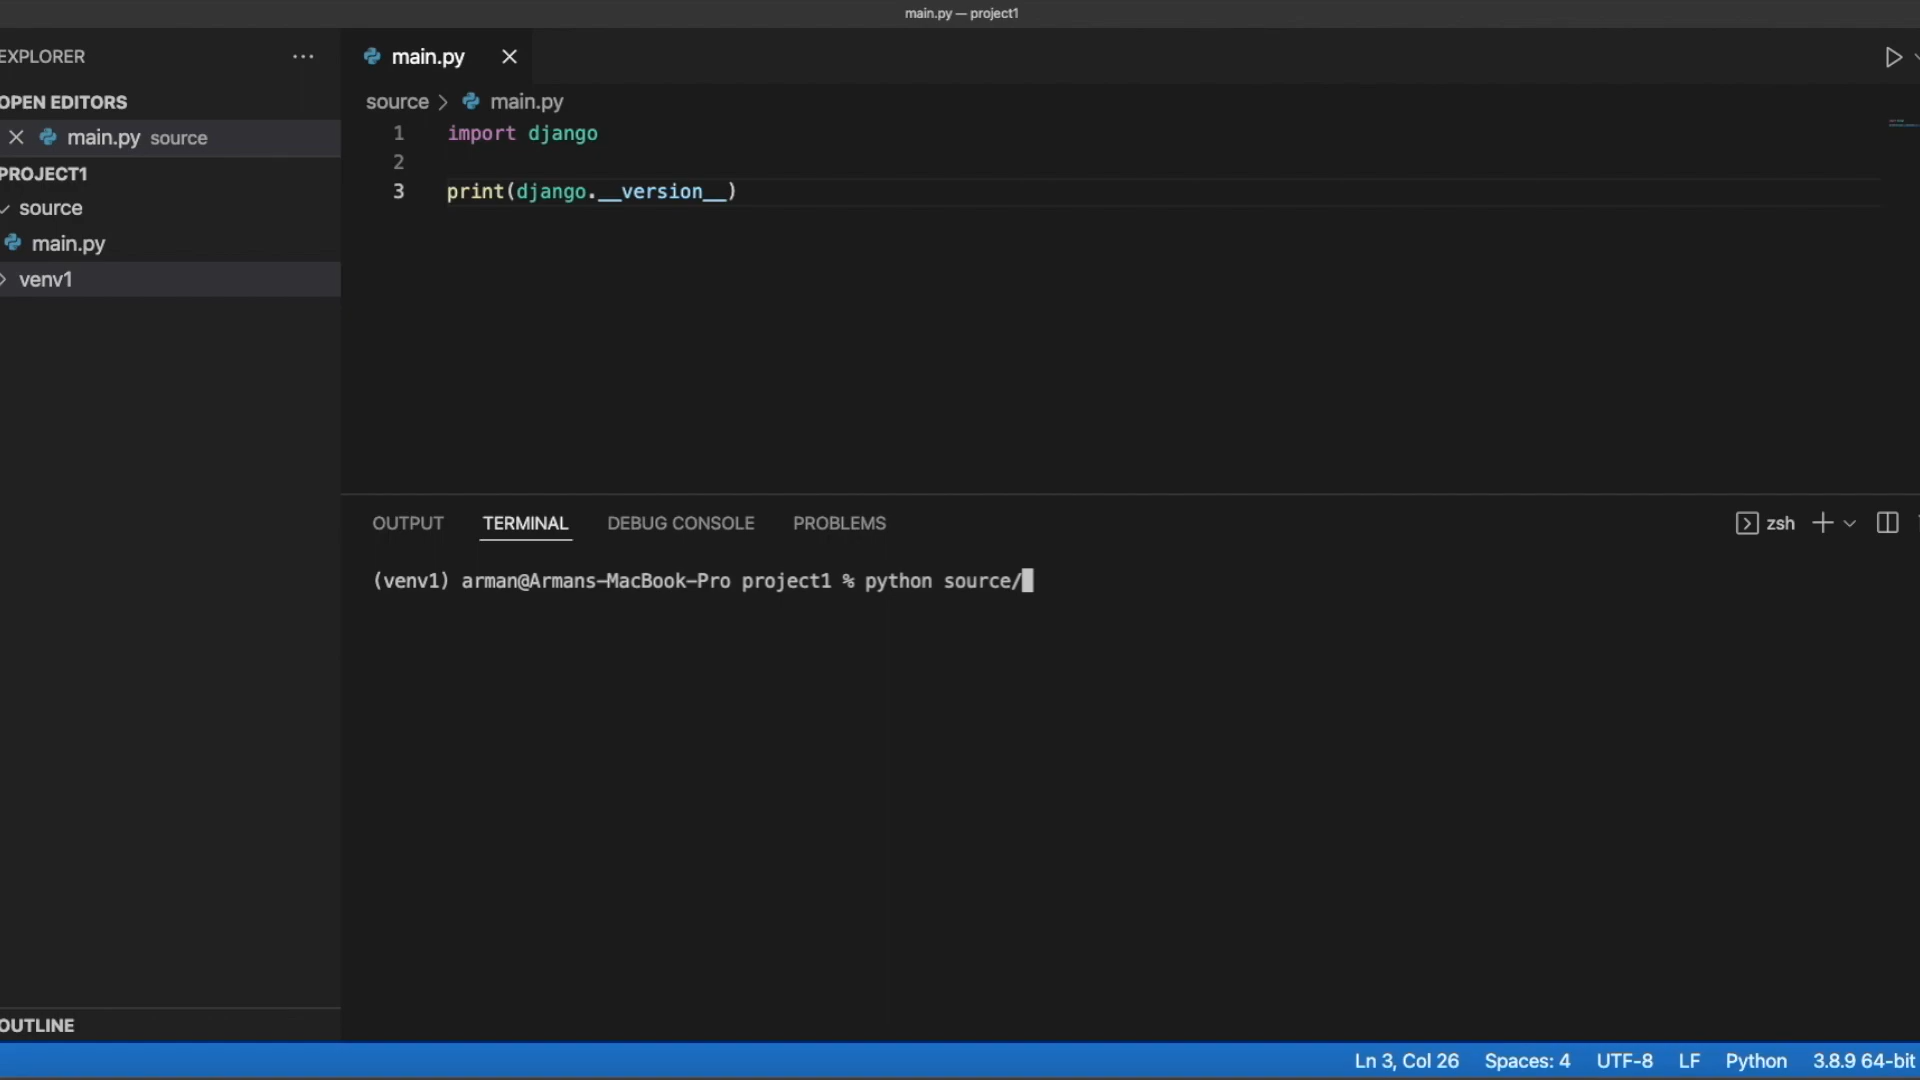 main.py — project1
EXPLORER
OPEN EDITORS
main.py source
PROJECT1
source
main.py
venv1
OUTLINE
main.py
source > main.py
1 import django
2
3 print(django.__version__)
OUTPUT TERMINAL DEBUG CONSOLE PROBLEMS
zsh
(venv1) arman@Armans-MacBook-Pro project1 % python source/
Ln 3, Col 26 Spaces: 4 UTF-8 LF Python 3.8.9 64-bit